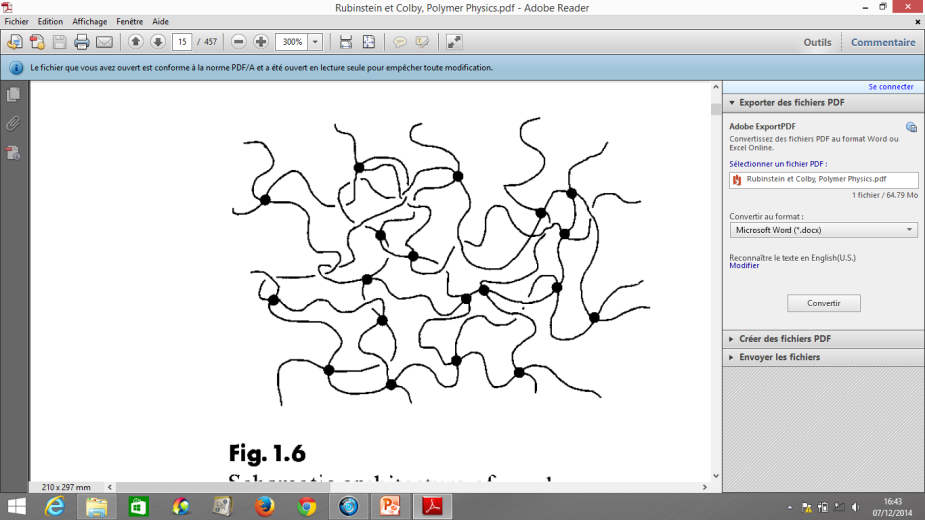 Rubinstein et Colby, Polymer Physics.pdf - Adobe Reader
Fichier Edition Affichage Fenêtre Aide
15 / 457 300% Outils Commentaire
Le fichier que vous avez ouvert est conforme à la norme PDF/A et a été ouvert en lecture seule pour empêcher toute modification.
Se connecter
Exporter des fichiers PDF
Adobe ExportPDF
Convertissez des fichiers PDF au format Word ou
Excel Online.
Sélectionner un fichier PDF :
Rubinstein et Colby, Polymer Physics.pdf
1 fichier / 64.79 Mo
Convertir au format :
Microsoft Word (*.docx)
Reconnaître le texte en English(U.S.)
Modifier
Convertir
Créer des fichiers PDF
Envoyer les fichiers
Fig. 1.6
210 x 297 mm
16:43
07/12/2014